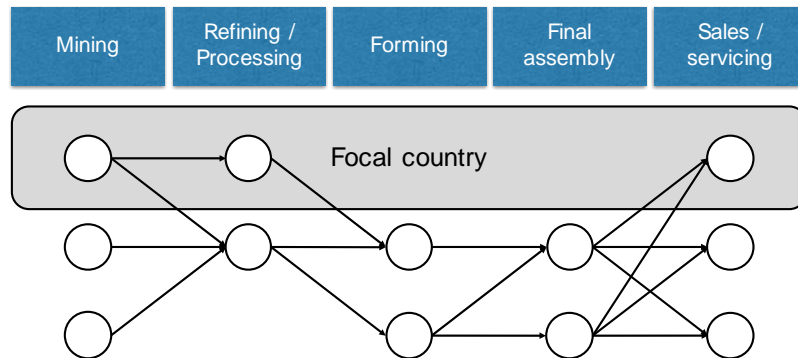 Mining
Refining /
Processing
Forming
Final
assembly
Sales /
servicing
Focal country